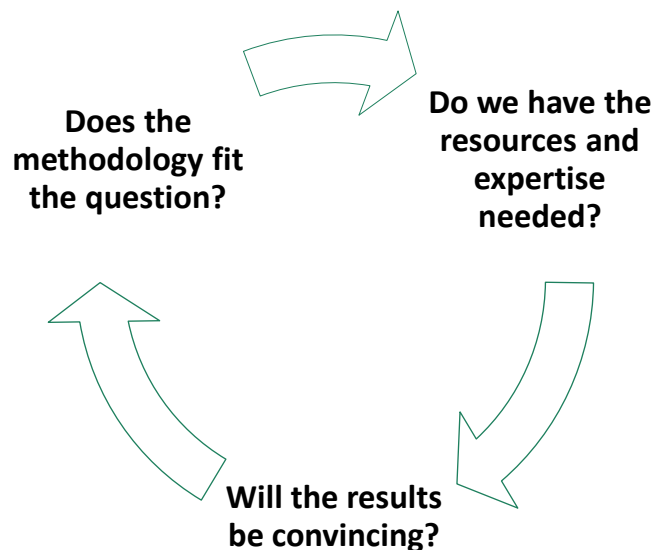 Does the
methodology fit
the question?
Do we have the
resources and
expertise
needed?
Will the results
be convincing?